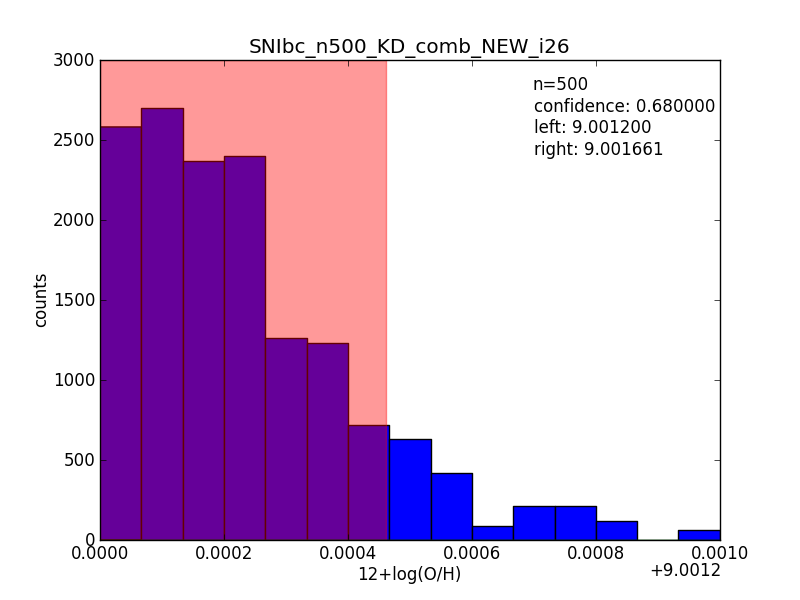 SNIbc_n500_KD_comb_NEW_i26
3000
2500
2000
1500
1000
500
0
counts
n=500
confidence: 0.680000
left: 9.001200
right: 9.001661
0.0000 0.0002 0.0004 0.0006 0.0008 0.0010
12+log(O/H)
+9.0012